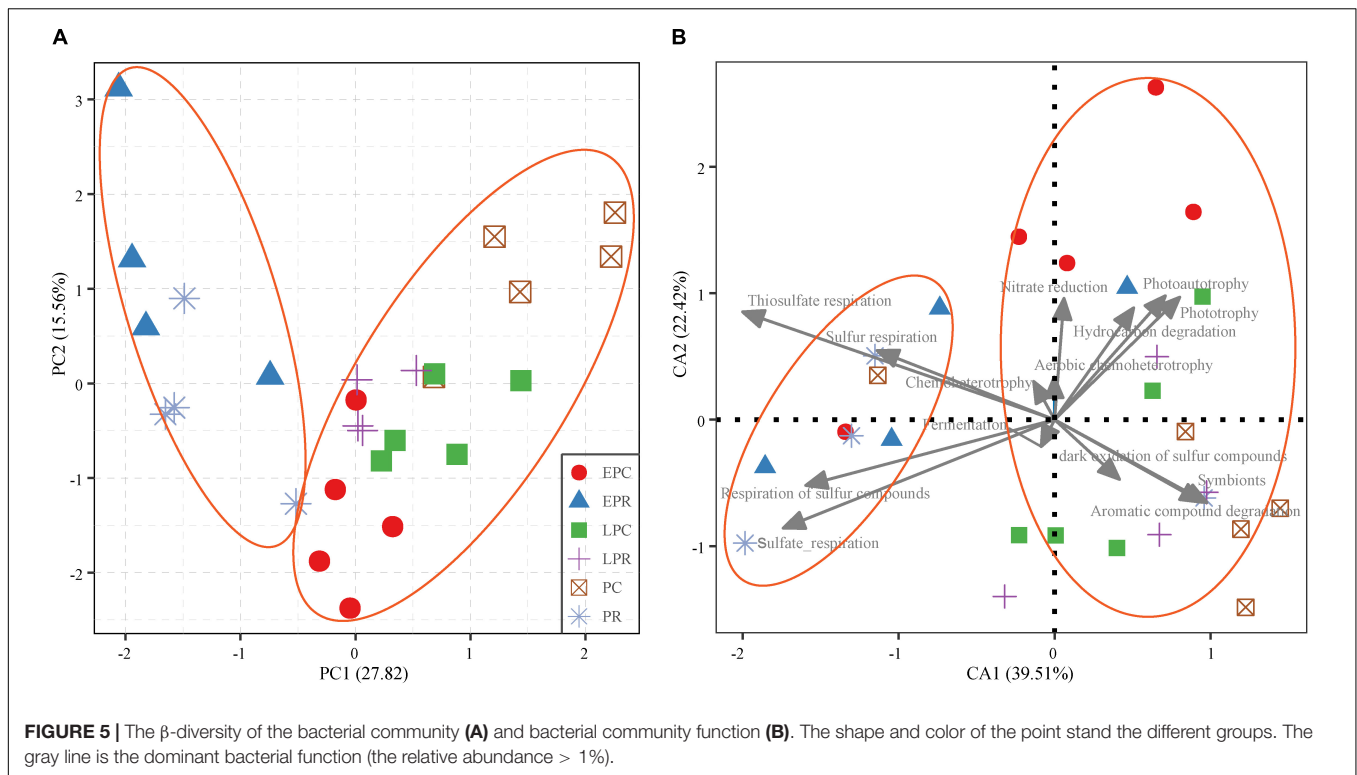 A
B
3
2
1
0
-1
-2
PC2 (15.56%)
-2
-1
0
1
2
PC1 (27.82)
EPC
EPR
LPC
LPR
PC
PR
2
1
0
-1
CA2 (22.42%)
-2
-1
0
1
CA1 (39.51%)
Thiosulfate respiration
Nitrate reduction
Photoautotrophy
Phototrophy
Hydrocarbon degradation
Sulfur respiration
Aerobic chemoheterotrophy
Chemoheterotrophy
Fermentation
dark oxidation of sulfur compounds
Symbionts
Respiration of sulfur compounds
Aromatic compound degradation
Sulfate_respiration
FIGURE 5 | The β-diversity of the bacterial community (A) and bacterial community function (B). The shape and color of the point stand the different groups. The
gray line is the dominant bacterial function (the relative abundance > 1%).